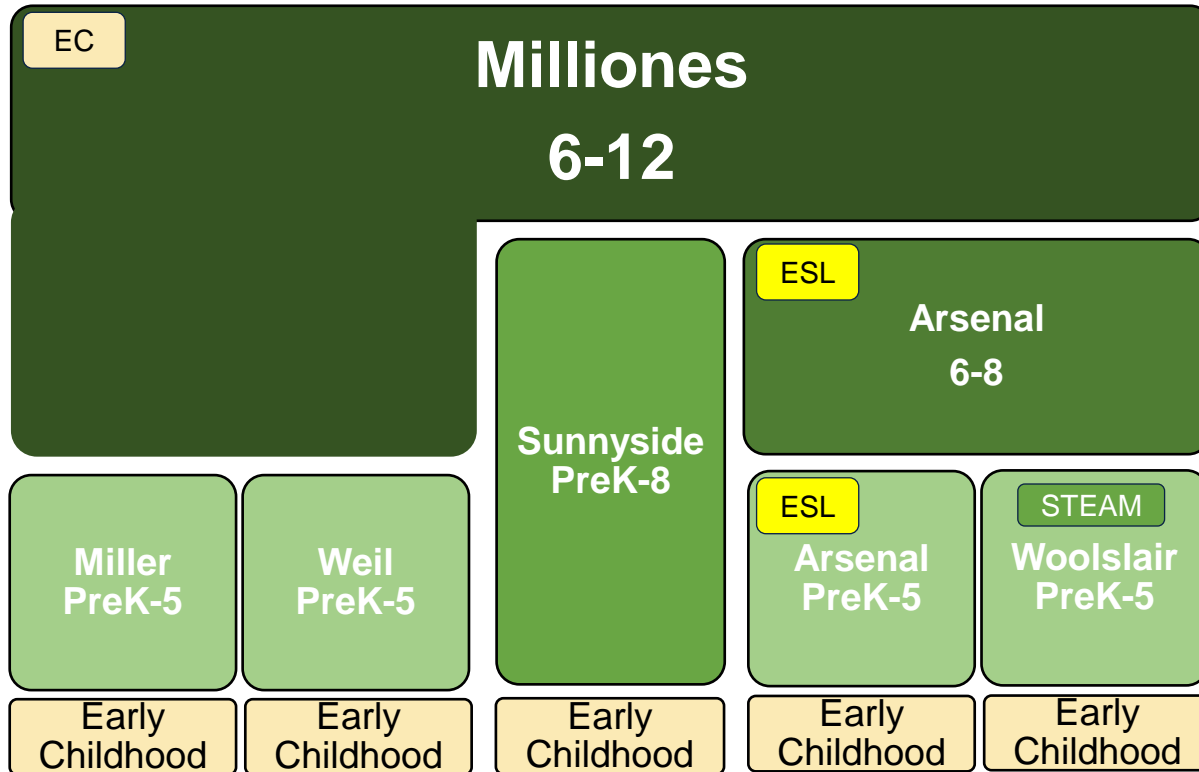 EC
Milliones
6-12
ESL
Arsenal
6-8
Sunnyside
PreK-8
Miller
PreK-5
Weil
PreK-5
ESL
Arsenal
PreK-5
STEAM
Woolslair
PreK-5
Early
Childhood
Early
Childhood
Early
Childhood
Early
Childhood
Early
Childhood